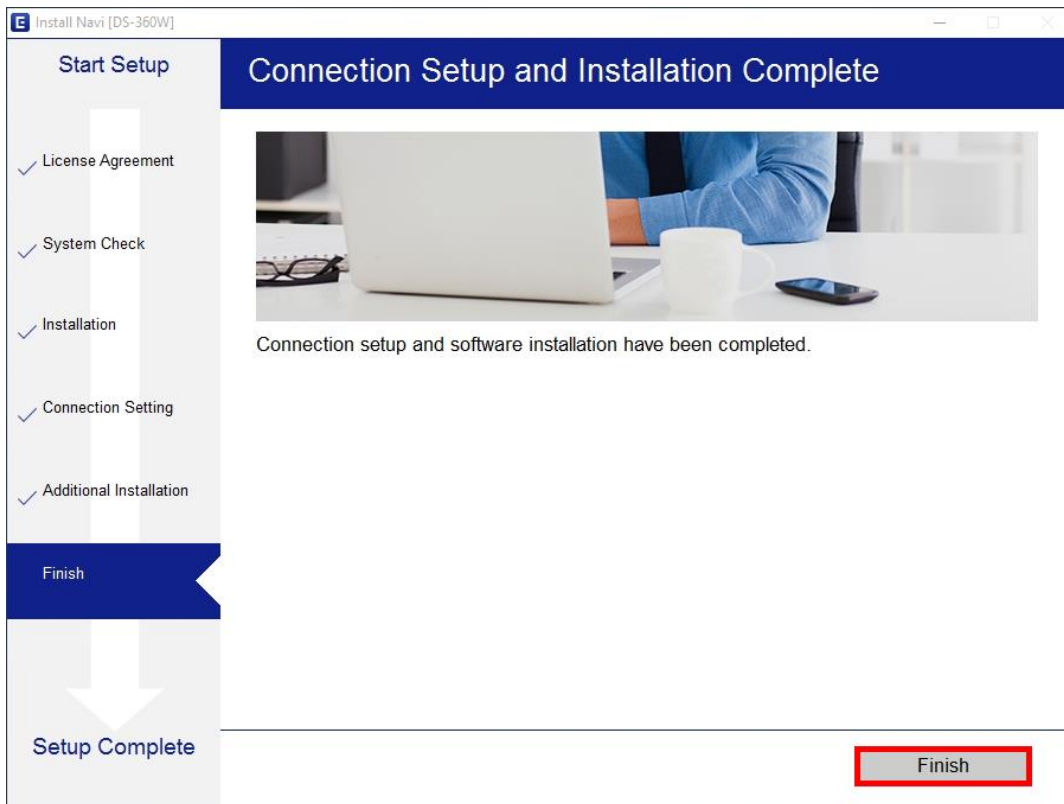 E Install Navi [DS-360W]
Start Setup
License Agreement
System Check
Installation
Connection Setting
Additional Installation
Finish
Setup Complete
Connection Setup and Installation Complete
Connection setup and software installation have been completed.
Finish